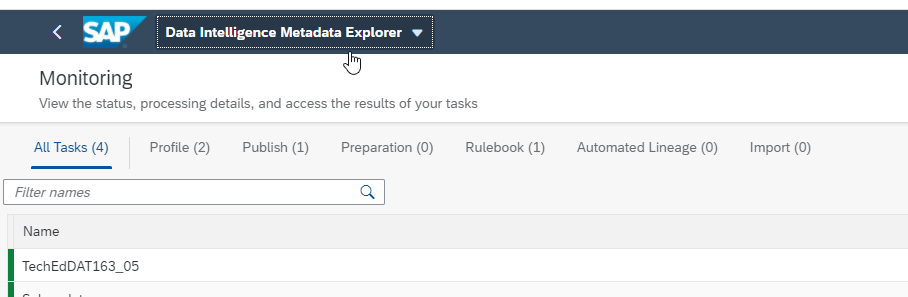 SAP Data Intelligence Metadata Explorer
Monitoring
View the status, processing details, and access the results of your tasks
All Tasks (4) Profile (2) Publish (1) Preparation (0) Rulebook (1) Automated Lineage (0) Import (0)
Filter names
Name
TechEdDAT163_05